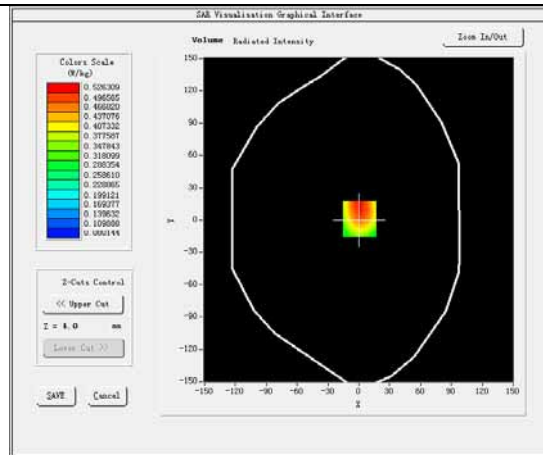 SAR Visualisation Graphical Interface
Volume Radiated Intensity
Zoom In/Out
Colors Scale
(W/kg)
0.526309
0.496565
0.466820
0.437076
0.407332
0.377587
0.347843
0.318099
0.288354
0.258610
0.228865
0.199121
0.169377
0.139632
0.109888
0.080144
Z-Cuts Control
<< Upper Cut
Z = 4.0 mm
Lower Cut >>
SAVE Cancel
150
120
90
60
30
0
-30
-60
-90
-120
-150
Y
-150 -120 -90 -60 -30 0 30 60 90 120 150
X